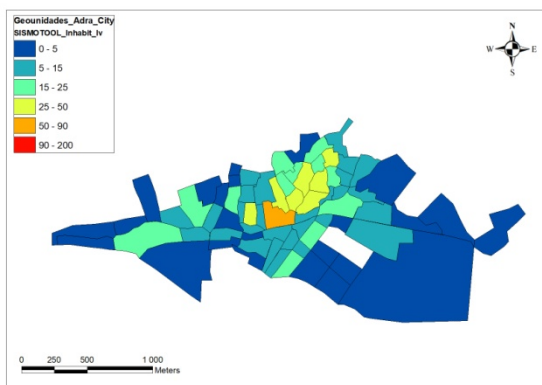 Geounidades_Adra_City
SISMOTOOL_Inhabit_Iv
0 - 5
5 - 15
15 - 25
25 - 50
50 - 90
90 - 200
N
W E
S
0 250 500 1 000
Meters